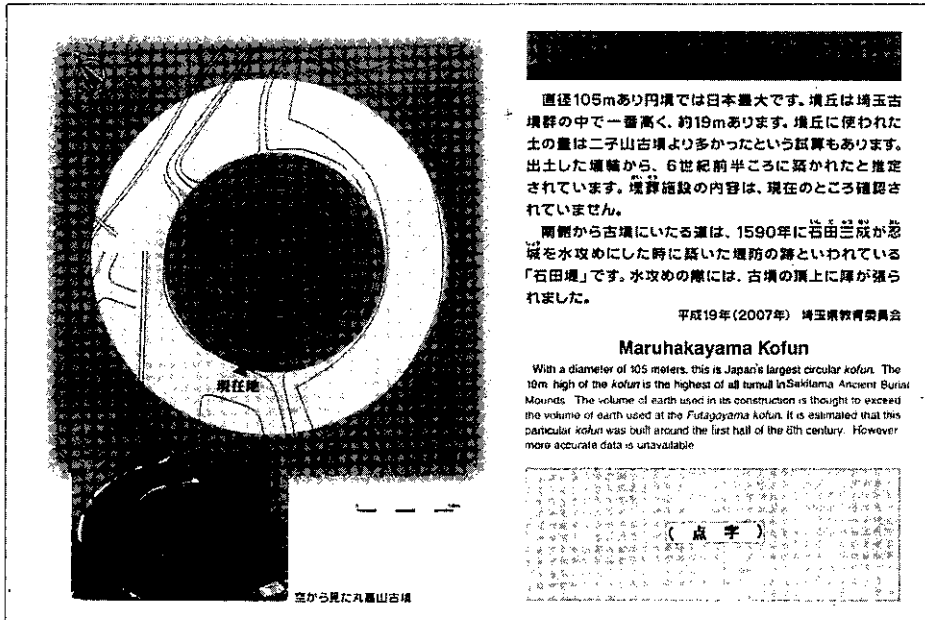 直径105mあり円墳では日本最大です。墳丘は埼玉古
墳群の中で一番高く、約19mあります。墳丘に使われた
土の量は二子山古墳より多かったという試算もあります。
出土した埴輪から、6世紀前半ころに築かれたと推定
されています。埋葬施設の内容は、現在のところ確認さ
れていません。
南側から古墳にいたる道は、1590年に石田三成が忍
城を水攻めにした時に築いた堤防の跡といわれている
「石田堤」です。水攻めの際には、古墳の頂上に陣が張ら
れました。
平成19年(2007年) 埼玉県教育委員会
Maruhakayama Kofun
With a diameter of 105 meters, this is Japan's largest circular kofun. The
19m high of the kofun is the highest of all tumuli in Sakitama Ancient Burial
Mounds. The volume of earth used in its construction is thought to exceed
the volume of earth used at the Futagoyama kofun. It is estimated that this
particular kofun was built around the first half of the 6th century. However
more accurate data is unavailable
(点字)
現在地
空から見た丸墓山古墳